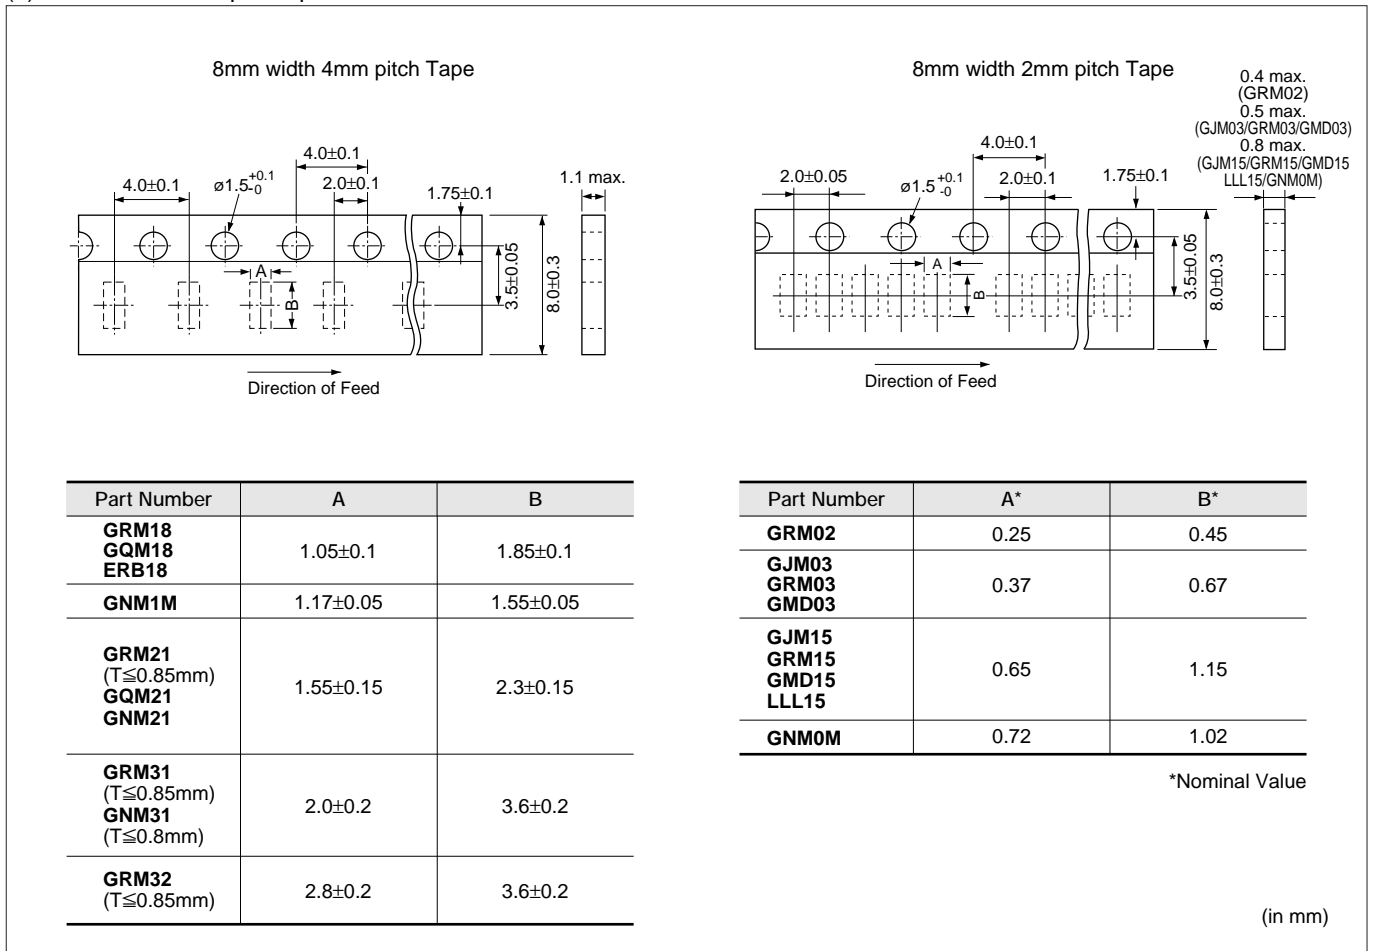 8mm width 4mm pitch Tape
4.0±0.1
4.0±0.1
ø1.5+0.1-0
2.0±0.1
1.75±0.1
1.1 max.
A
B
3.5±0.05
8.0±0.3
Direction of Feed
8mm width 2mm pitch Tape
0.4 max.
(GRM02)
0.5 max.
(GJM03/GRM03/GMD03)
0.8 max.
(GJM15/GRM15/GMD15
LLL15/GNM0M)
4.0±0.1
2.0±0.05
ø1.5+0.1-0
2.0±0.1
1.75±0.1
A
B
3.5±0.05
8.0±0.3
Direction of Feed
Part Number A B
GRM18
GQM18
ERB18
1.05±0.1 1.85±0.1
GNM1M 1.17±0.05 1.55±0.05
GRM21
(T≦0.85mm)
GQM21
GNM21
1.55±0.15 2.3±0.15
GRM31
(T≦0.85mm)
GNM31
(T≦0.8mm)
2.0±0.2 3.6±0.2
GRM32
(T≦0.85mm)
2.8±0.2 3.6±0.2
Part Number A* B*
GRM02 0.25 0.45
GJM03
GRM03
GMD03
0.37 0.67
GJM15
GRM15
GMD15
LLL15
0.65 1.15
GNM0M 0.72 1.02
*Nominal Value
(in mm)